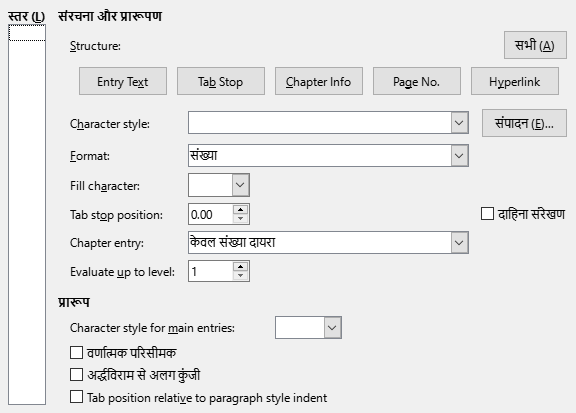 स्तर (L)
संरचना और प्रारूपण
Structure:
सभी (A)
Entry Text
Tab Stop
Chapter Info
Page No.
Hyperlink
Character style:
संपादन (E)...
Format:
संख्या
Fill character:
Tab stop position:
0.00
दाहिना संरेखण
Chapter entry:
केवल संख्या दायरा
Evaluate up to level:
1
प्रारूप
Character style for main entries:
वर्णात्मक परिसीमक
अर्द्धविराम से अलग कुंजी
Tab position relative to paragraph style indent